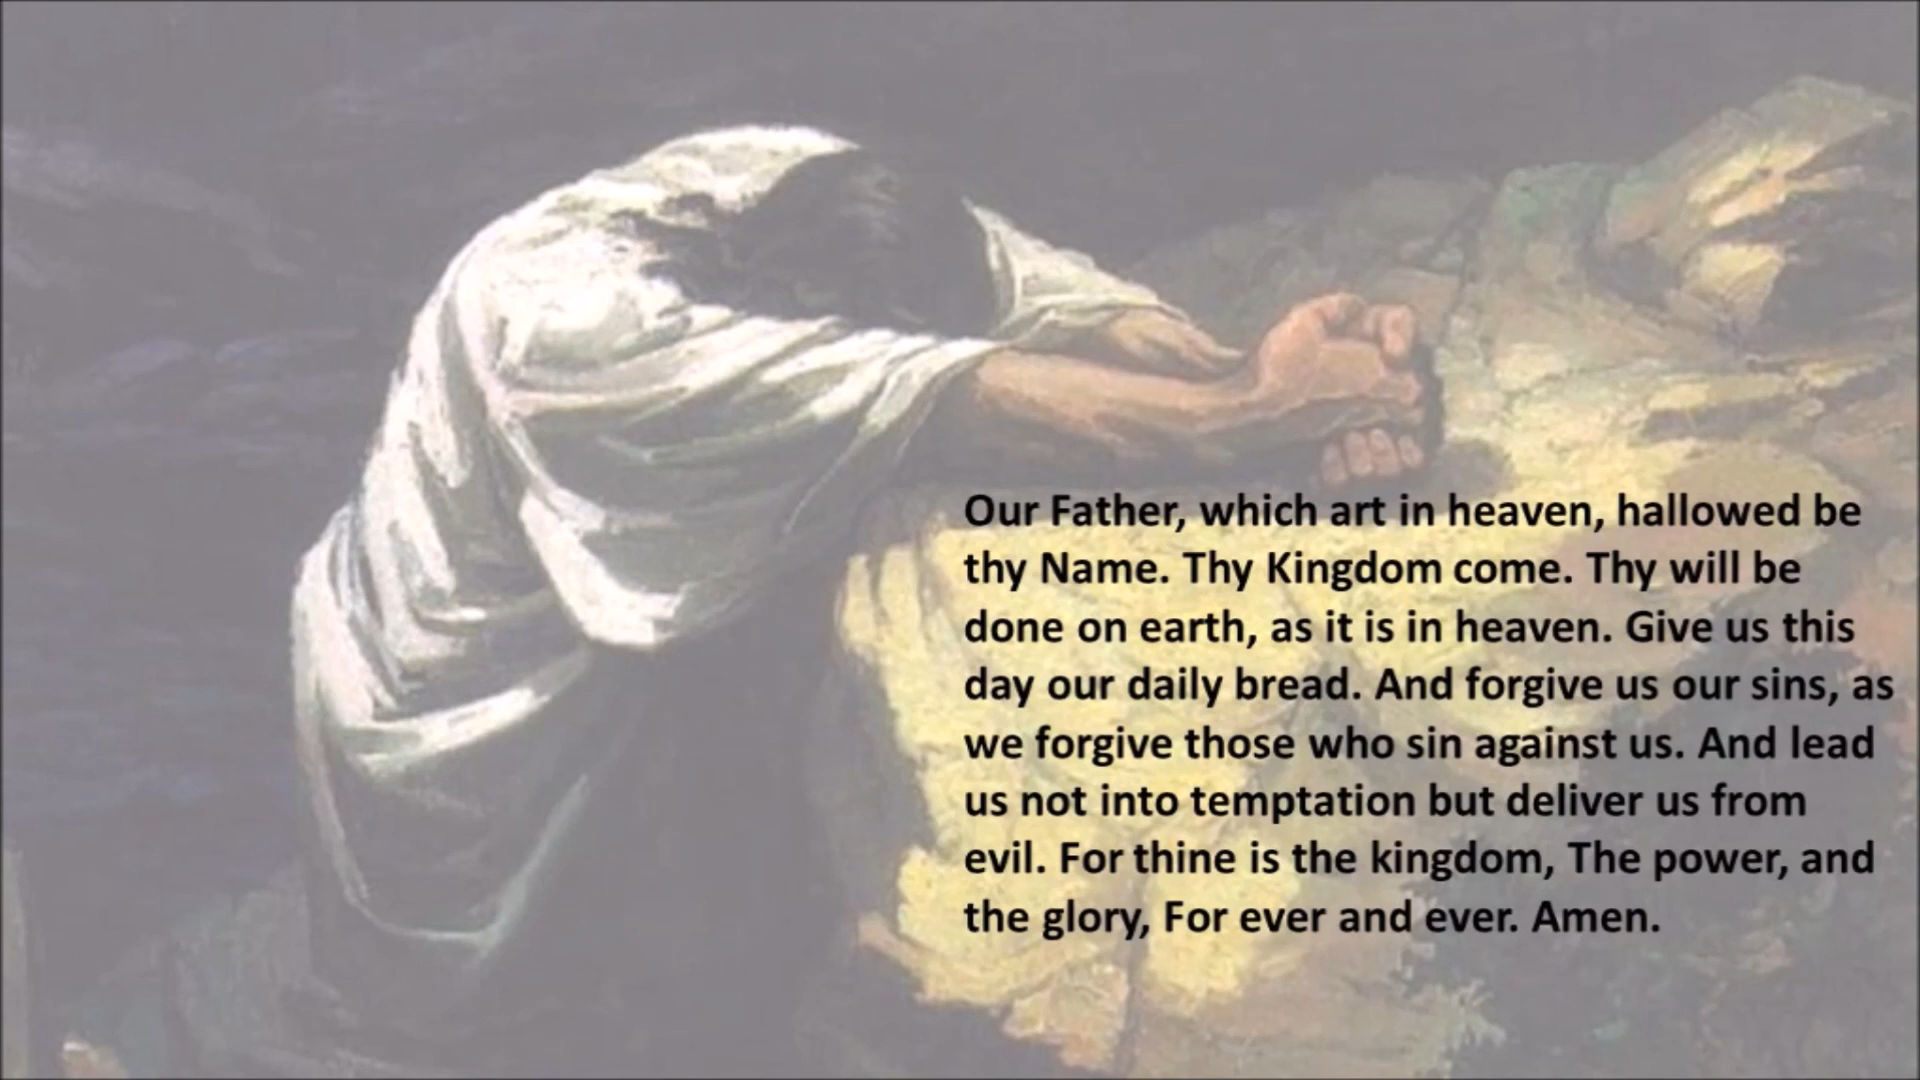 Our Father, which art in heaven, hallowed be
thy Name. Thy Kingdom come. Thy will be
done on earth, as it is in heaven. Give us this
day our daily bread. And forgive us our sins, as
we forgive those who sin against us. And lead
us not into temptation but deliver us from
evil. For thine is the kingdom, The power, and
the glory, For ever and ever. Amen.